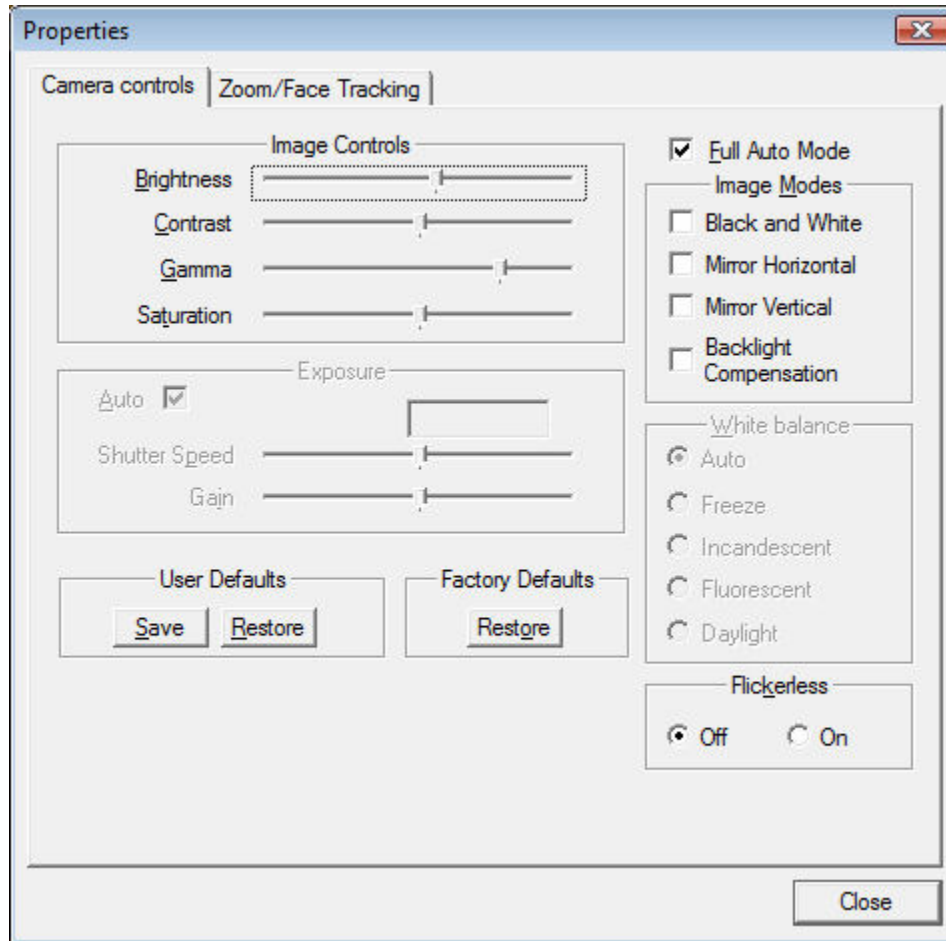 Properties
Camera controls
Zoom/Face Tracking
Image Controls
Brightness
Contrast
Gamma
Saturation
Exposure
Auto
Shutter Speed
Gain
User Defaults
Save
Restore
Factory Defaults
Restore
Full Auto Mode
Image Modes
Black and White
Mirror Horizontal
Mirror Vertical
Backlight
Compensation
White balance
Auto
Freeze
Incandescent
Fluorescent
Daylight
Flickerless
Off
On
Close